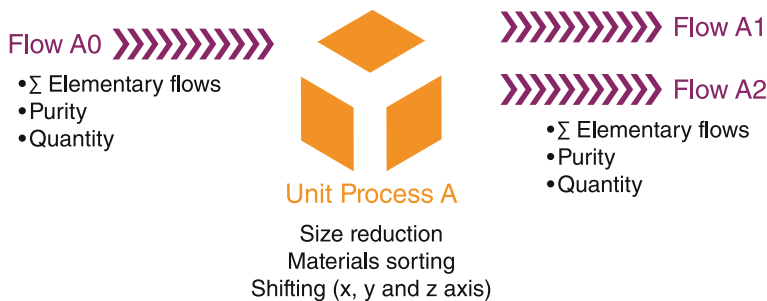 Flow A0
•∑ Elementary flows
•Purity
•Quantity
Unit Process A
Size reduction
Materials sorting
Shifting (x, y and z axis)
Flow A1
Flow A2
•∑ Elementary flows
•Purity
•Quantity